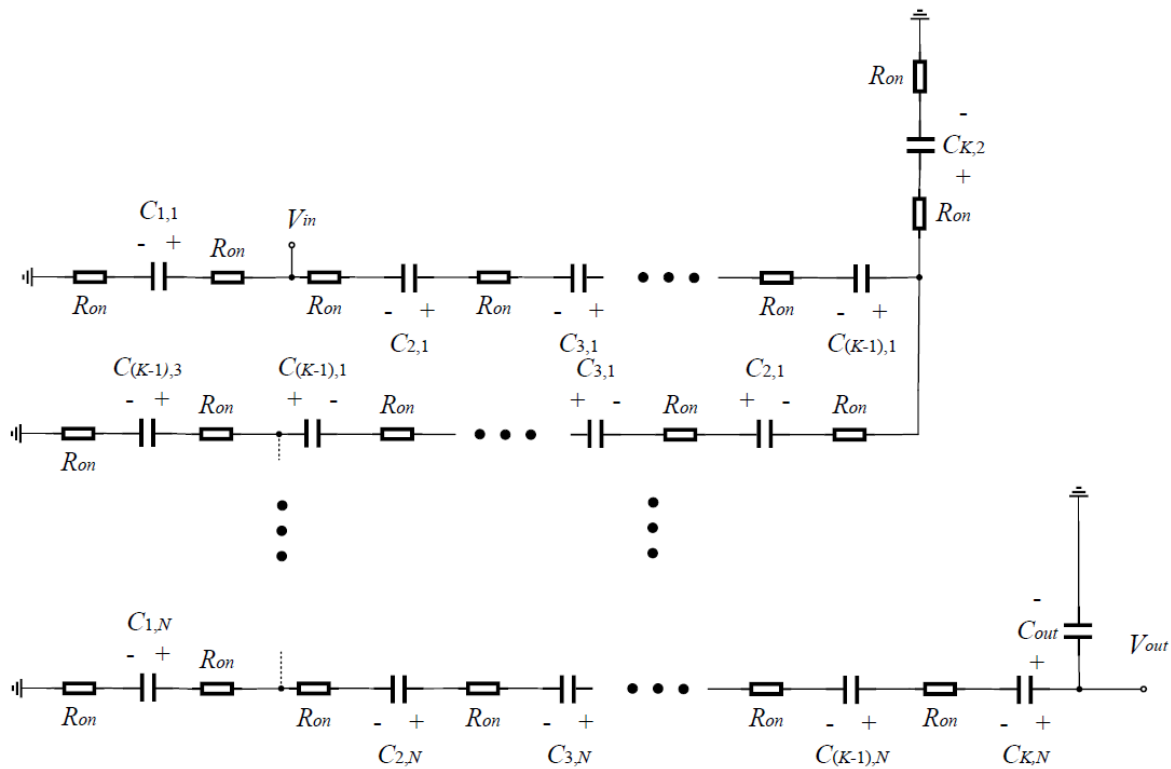 Ron
- CK,2 +
Ron
C1,1 Vin
- + Ron
Ron Ron Ron Ron
- + - + - +
C2,1 C3,1 C(K-1),1
C(K-1),3 C(K-1),1 C3,1 C2,1
- + Ron + - Ron + - Ron + - Ron
Ron
C1,N
- + Ron
- Cout + Vout
Ron Ron Ron Ron Ron
- + - + - + - +
C2,N C3,N C(K-1),N CK,N